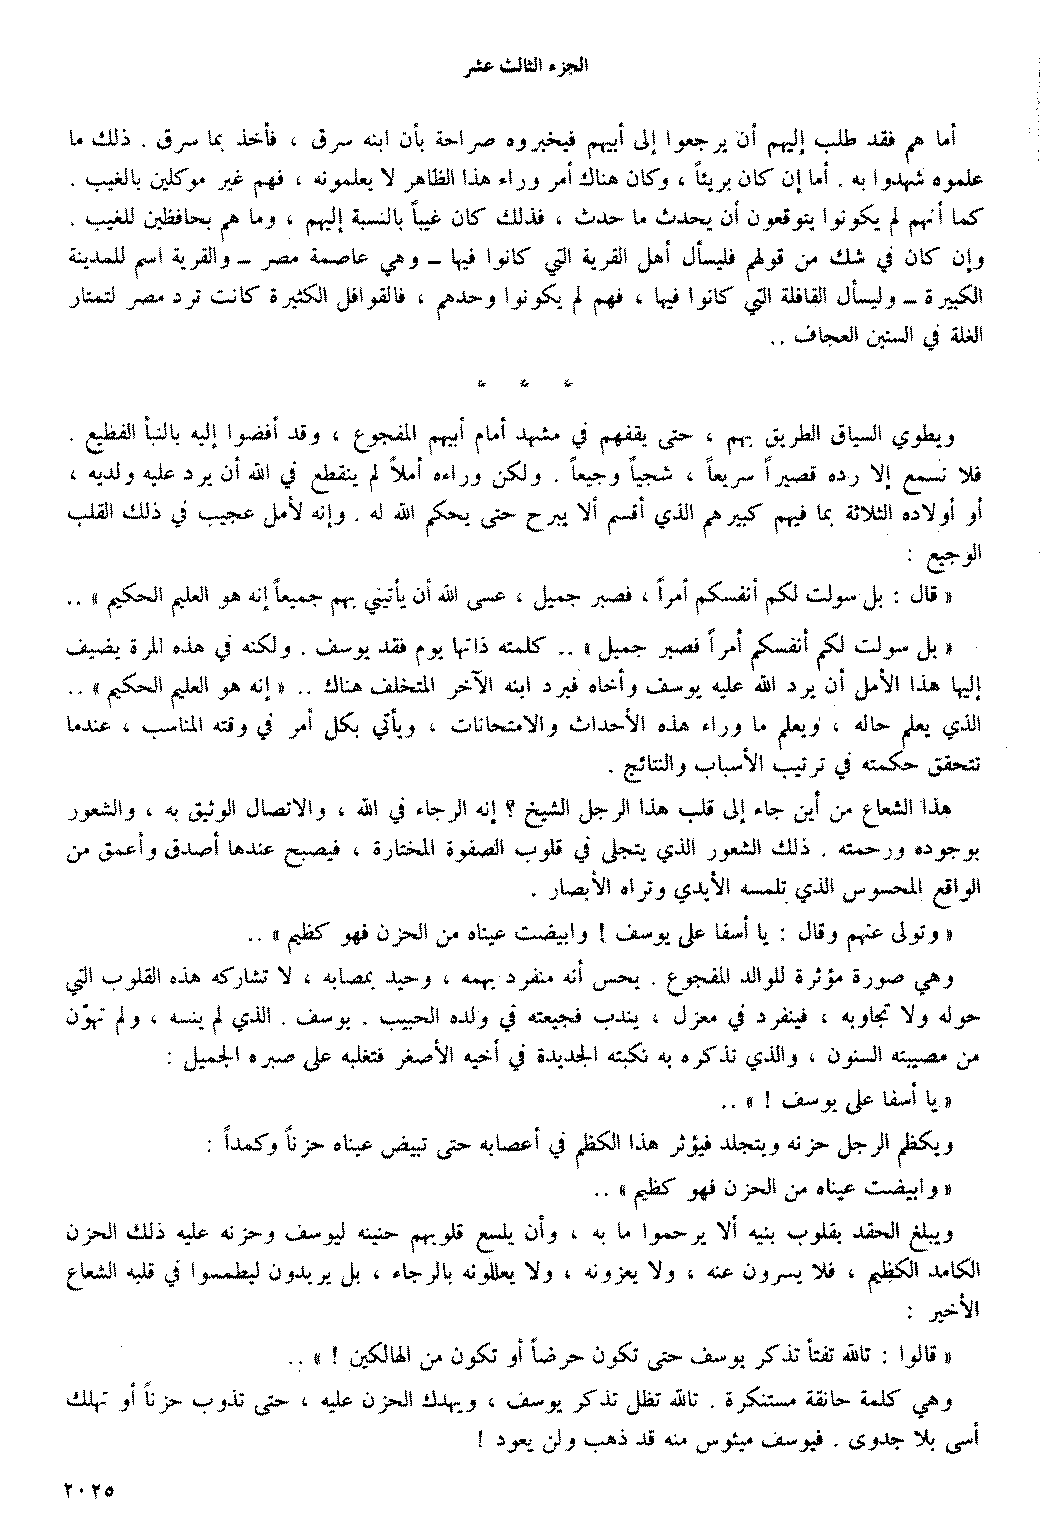 الجزء الثالث عشر
أما هم فقد طلب إليهم أن يرجعوا إلى أبيهم فيخبروه صراحة بأن ابنه سرق ، فأخذ بما سرق . ذلك ما
علموه شهدوا به . أما إن كان بريئاً ، وكان هناك أمر وراء هذا الظاهر لا يعلمونه ، فهم غير موكلين بالغيب .
كما أنهم لم يكونوا يتوقعون أن يحدث ما حدث ، فذلك كان غيباً بالنسبة إليهم ، وما هم بحافظين للغيب .
وإن كان في شك من قولهم فليسأل أهل القرية التي كانوا فيها – وهي عاصمة مصر – والقرية اسم للمدينة
الكبيرة – وليسأل القافلة التي كانوا فيها ، فهم لم يكونوا وحدهم ، فالقوافل الكثيرة كانت ترد مصر لتمتار
الغلة في السنين العجاف ..
* * *
ويطوي السياق الطريق بهم ، حتى يقفهم في مشهد أمام أبيهم المفجوع ، وقد أفضوا إليه بالنبأ الفظيع .
فلا نسمع إلا رده قصيراً سريعاً ، شجياً وجيعاً . ولكن وراءه أملاً لم ينقطع في الله أن يرد عليه ولديه ،
أو أولاده الثلاثة بما فيهم كبيرهم الذي أقسم ألا يبرح حتى يحكم الله له . وإنه لأمل عجيب في ذلك القلب
الوجيع :
« قال : بل سولت لكم أنفسكم أمراً ، فصبر جميل ، عسى الله أن يأتيني بهم جميعاً إنه هو العليم الحكيم » ..
« بل سولت لكم أنفسكم أمراً فصبر جميل » .. كلمته ذاتها يوم فقد يوسف . ولكنه في هذه المرة يضيف
إليها هذا الأمل أن يرد الله عليه يوسف وأخاه فيرد ابنه الآخر المتخلف هناك .. « إنه هو العليم الحكيم » ..
الذي يعلم حاله ، ويعلم ما وراء هذه الأحداث والامتحانات ، ويأتي بكل أمر في وقته المناسب ، عندما
تتحقق حكمته في ترتيب الأسباب والنتائج .
هذا الشعاع من أين جاء إلى قلب هذا الرجل الشيخ ؟ إنه الرجاء في الله ، والاتصال الوثيق به ، والشعور
بوجوده ورحمته . ذلك الشعور الذي يتجلى في قلوب الصفوة المختارة ، فيصبح عندها أصدق وأعمق من
الواقع المحسوس الذي تلمسه الأيدي وتراه الأبصار .
« وتولى عنهم وقال : يا أسفا على يوسف ! وابيضت عيناه من الحزن فهو كظيم » ..
وهي صورة مؤثرة للوالد المفجوع . يحس أنه منفرد بهمه ، وحيد بمصابه ، لا تشاركه هذه القلوب التي
حوله ولا تجاوبه ، فينفرد في معزل ، يندب فجيعته في ولده الحبيب . يوسف . الذي لم ينسه ، ولم تهوّن
من مصيبته السنون ، والذي تذكره به نكبته الجديدة في أخيه الأصغر فتغلبه على صبره الجميل :
« يا أسفا على يوسف ! » ..
ويكظم الرجل حزنه ويتجلد فيؤثر هذا الكظم في أعصابه حتى تبيض عيناه حزناً وكمداً :
« وابيضت عيناه من الحزن فهو كظيم » ..
ويبلغ الحقد بقلوب بنيه ألا يرحموا ما به ، وأن يلسع قلوبهم حنينه ليوسف وحزنه عليه ذلك الحزن
الكامد الكظيم ، فلا يسرون عنه ، ولا يعزونه ، ولا يعللونه بالرجاء ، بل يريدون ليطمسوا في قلبه الشعاع
الأخير :
« قالوا : تالله تفتأ تذكر يوسف حتى تكون حرضاً أو تكون من الهالكين ! » ..
وهي كلمة حانقة مستنكرة . تالله تظل تذكر يوسف ، ويهدك الحزن عليه ، حتى تذوب حزناً أو تهلك
أسى بلا جدوى . فيوسف ميئوس منه قد ذهب ولن يعود !
٢٠٢٥